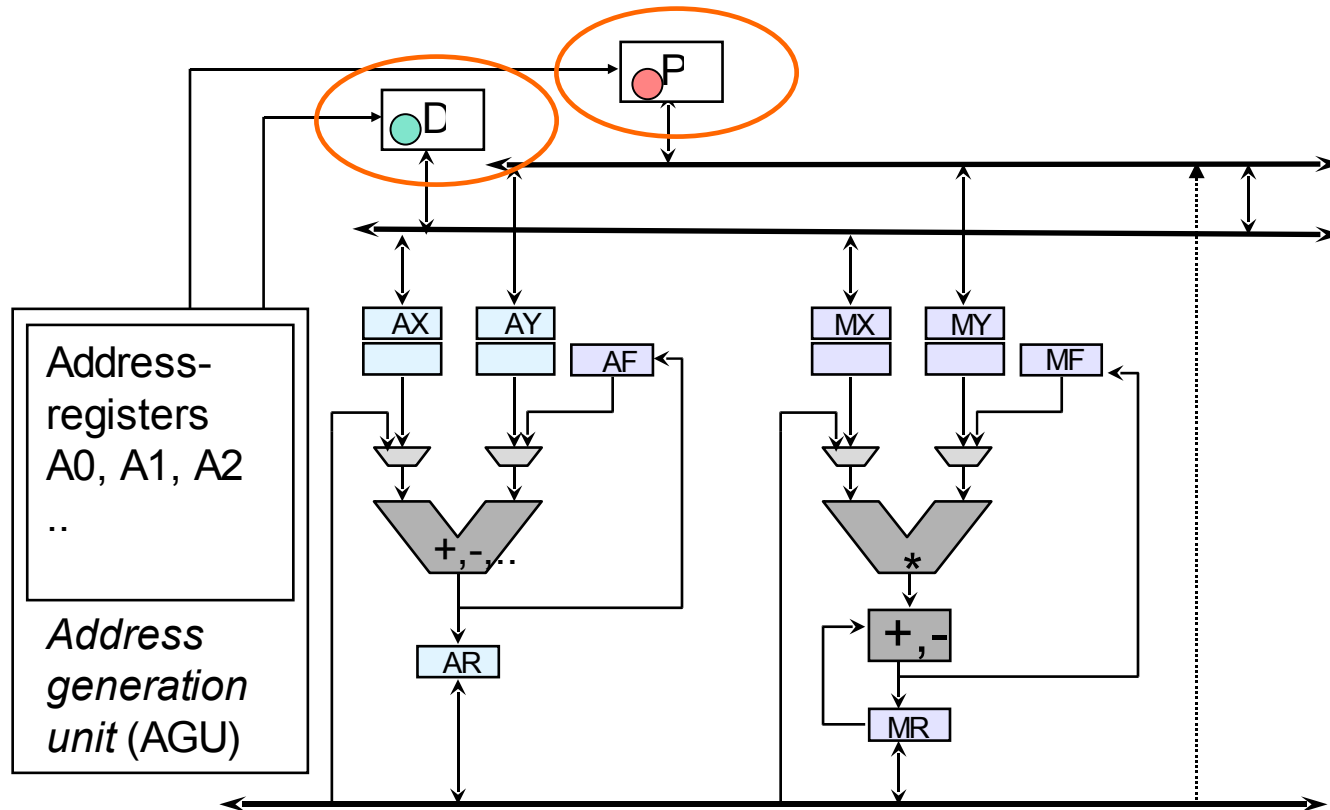 P
D
AX
AY
MX
MY
AF
MF
Address-
registers
A0, A1, A2
..
+,-,..
*
+,-
Address
generation
unit (AGU)
AR
MR